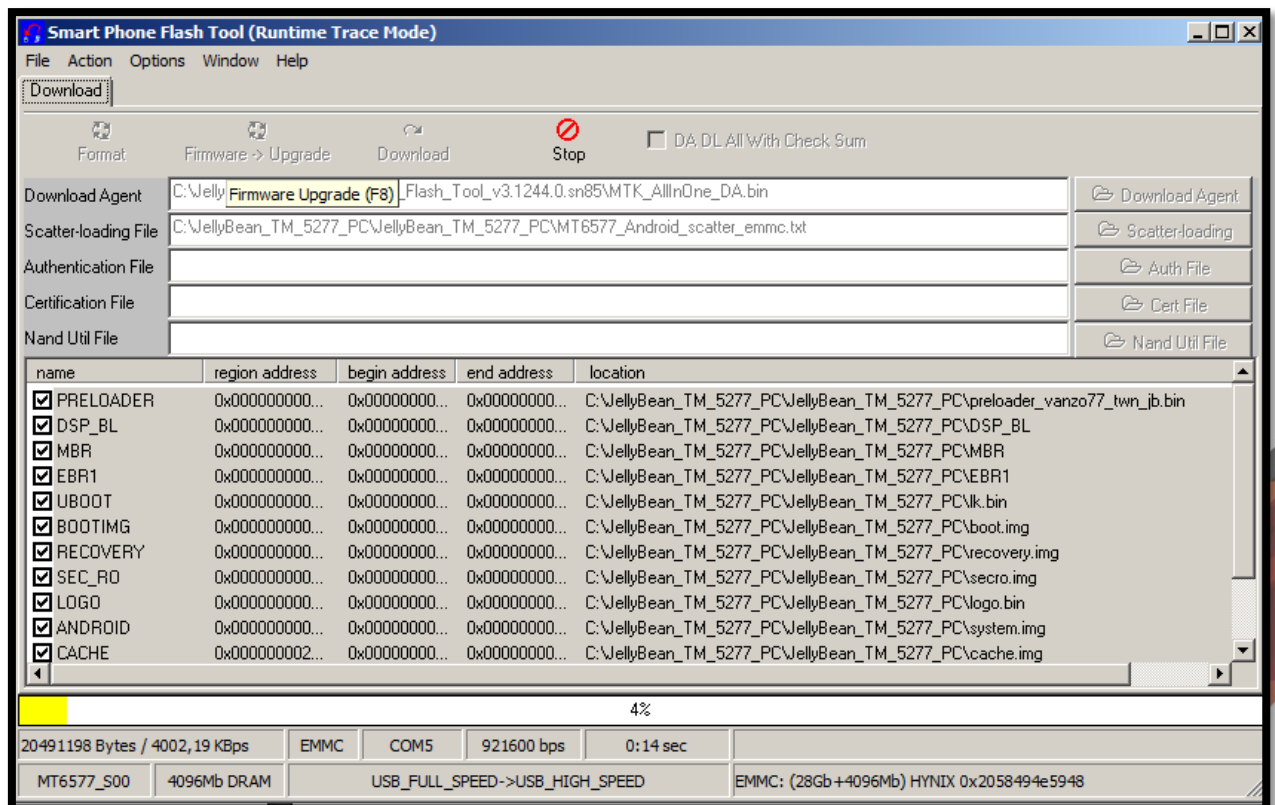 Smart Phone Flash Tool (Runtime Trace Mode)
File Action Options Window Help
Download
Format Firmware -> Upgrade Download Stop DA DL All With Check Sum
Download Agent C:\Jelly Firmware Upgrade (F8) _Flash_Tool_v3.1244.0.sn85\MTK_AllInOne_DA.bin Download Agent
Scatter-loading File C:\JellyBean_TM_5277_PC\JellyBean_TM_5277_PC\MT6577_Android_scatter_emmc.txt Scatter-loading
Authentication File Auth File
Certification File Cert File
Nand Util File Nand Util File
name region address begin address end address location
PRELOADER 0x000000000... 0x00000000... 0x00000000... C:\JellyBean_TM_5277_PC\JellyBean_TM_5277_PC\preloader_vanzo77_twn_jb.bin
DSP_BL 0x000000000... 0x00000000... 0x00000000... C:\JellyBean_TM_5277_PC\JellyBean_TM_5277_PC\DSP_BL
MBR 0x000000000... 0x00000000... 0x00000000... C:\JellyBean_TM_5277_PC\JellyBean_TM_5277_PC\MBR
EBR1 0x000000000... 0x00000000... 0x00000000... C:\JellyBean_TM_5277_PC\JellyBean_TM_5277_PC\EBR1
UBOOT 0x000000000... 0x00000000... 0x00000000... C:\JellyBean_TM_5277_PC\JellyBean_TM_5277_PC\lk.bin
BOOTIMG 0x000000000... 0x00000000... 0x00000000... C:\JellyBean_TM_5277_PC\JellyBean_TM_5277_PC\boot.img
RECOVERY 0x000000000... 0x00000000... 0x00000000... C:\JellyBean_TM_5277_PC\JellyBean_TM_5277_PC\recovery.img
SEC_RO 0x000000000... 0x00000000... 0x00000000... C:\JellyBean_TM_5277_PC\JellyBean_TM_5277_PC\secro.img
LOGO 0x000000000... 0x00000000... 0x00000000... C:\JellyBean_TM_5277_PC\JellyBean_TM_5277_PC\logo.bin
ANDROID 0x000000000... 0x00000000... 0x00000000... C:\JellyBean_TM_5277_PC\JellyBean_TM_5277_PC\system.img
CACHE 0x000000002... 0x00000000... 0x00000000... C:\JellyBean_TM_5277_PC\JellyBean_TM_5277_PC\cache.img
4%
20491198 Bytes / 4002,19 KBps EMMC COM5 921600 bps 0:14 sec
MT6577_S00 4096Mb DRAM USB_FULL_SPEED->USB_HIGH_SPEED EMMC: (28Gb+4096Mb) HYNIX 0x2058494e5948